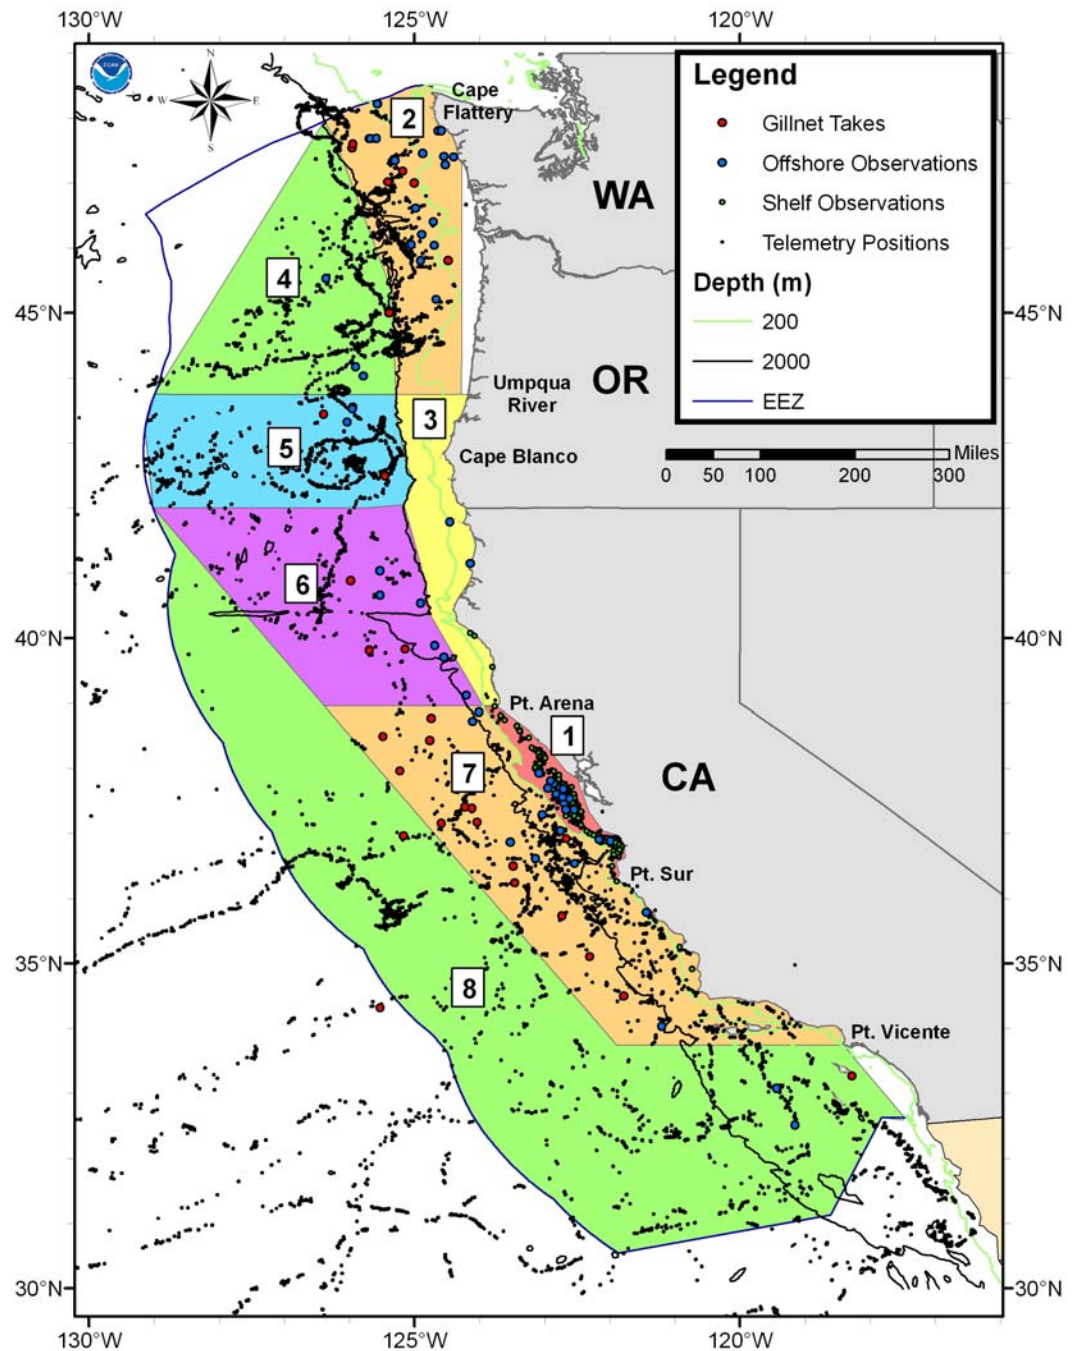 130°W
125°W
120°W
N
W
E
S
Cape
Flattery
2
WA
Legend
Gillnet Takes
Offshore Observations
Shelf Observations
Telemetry Positions
Depth (m)
200
2000
EEZ
4
45°N
45°N
OR
Umpqua
River
3
5
Cape Blanco
Miles
0 50 100 200 300
6
40°N
40°N
Pt. Arena
1
7
CA
Pt. Sur
35°N
35°N
8
Pt. Vicente
30°N
30°N
130°W
125°W
120°W